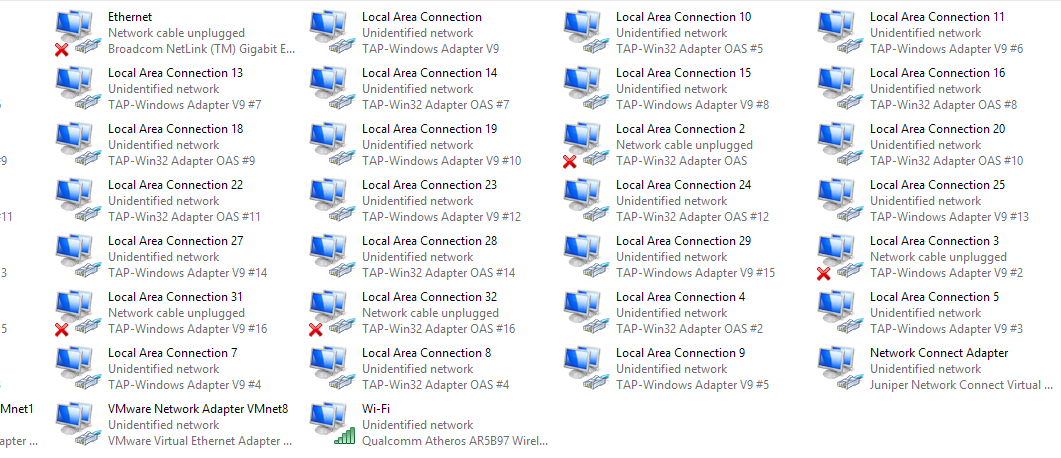 Ethernet
Network cable unplugged
Broadcom NetLink (TM) Gigabit E...
Local Area Connection
Unidentified network
TAP-Windows Adapter V9
Local Area Connection 10
Unidentified network
TAP-Win32 Adapter OAS #5
Local Area Connection 11
Unidentified network
TAP-Windows Adapter V9 #6
Local Area Connection 13
Unidentified network
TAP-Windows Adapter V9 #7
Local Area Connection 14
Unidentified network
TAP-Win32 Adapter OAS #7
Local Area Connection 15
Unidentified network
TAP-Windows Adapter V9 #8
Local Area Connection 16
Unidentified network
TAP-Win32 Adapter OAS #8
#9
Local Area Connection 18
Unidentified network
TAP-Win32 Adapter OAS #9
Local Area Connection 19
Unidentified network
TAP-Windows Adapter V9 #10
Local Area Connection 2
Network cable unplugged
TAP-Win32 Adapter OAS
Local Area Connection 20
Unidentified network
TAP-Win32 Adapter OAS #10
#11
Local Area Connection 22
Unidentified network
TAP-Win32 Adapter OAS #11
Local Area Connection 23
Unidentified network
TAP-Windows Adapter V9 #12
Local Area Connection 24
Unidentified network
TAP-Win32 Adapter OAS #12
Local Area Connection 25
Unidentified network
TAP-Windows Adapter V9 #13
3
Local Area Connection 27
Unidentified network
TAP-Windows Adapter V9 #14
Local Area Connection 28
Unidentified network
TAP-Win32 Adapter OAS #14
Local Area Connection 29
Unidentified network
TAP-Windows Adapter V9 #15
Local Area Connection 3
Network cable unplugged
TAP-Windows Adapter V9 #2
5
Local Area Connection 31
Network cable unplugged
TAP-Windows Adapter V9 #16
Local Area Connection 32
Network cable unplugged
TAP-Win32 Adapter OAS #16
Local Area Connection 4
Unidentified network
TAP-Win32 Adapter OAS #2
Local Area Connection 5
Unidentified network
TAP-Windows Adapter V9 #3
Local Area Connection 7
Unidentified network
TAP-Windows Adapter V9 #4
Local Area Connection 8
Unidentified network
TAP-Win32 Adapter OAS #4
Local Area Connection 9
Unidentified network
TAP-Windows Adapter V9 #5
Network Connect Adapter
Unidentified network
Juniper Network Connect Virtual ...
Mnet1
apter ...
VMware Network Adapter VMnet8
Unidentified network
VMware Virtual Ethernet Adapter ...
Wi-Fi
Unidentified network
Qualcomm Atheros AR5B97 Wirel...